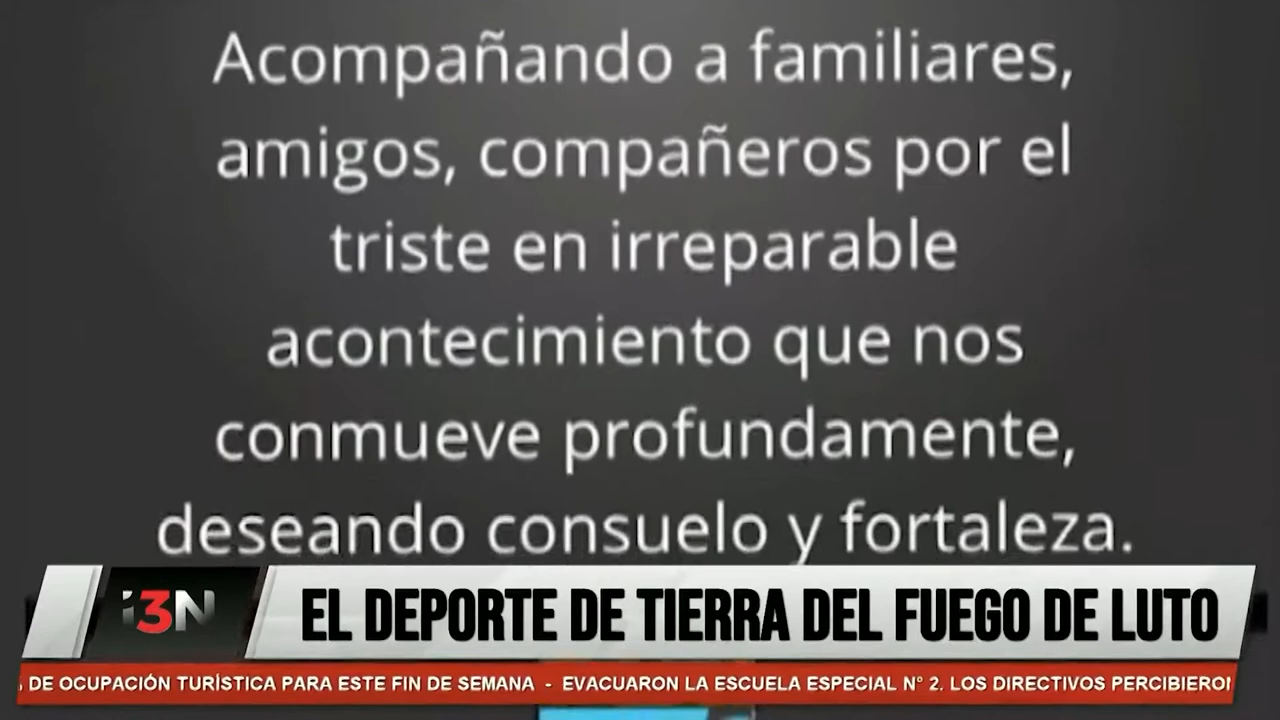 Acompañando a familiares,
amigos, compañeros por el
triste en irreparable
acontecimiento que nos
conmueve profundamente,
deseando consuelo y fortaleza.
i3N
EL DEPORTE DE TIERRA DEL FUEGO DE LUTO
DE OCUPACIÓN TURÍSTICA PARA ESTE FIN DE SEMANA - EVACUARON LA ESCUELA ESPECIAL N° 2. LOS DIRECTIVOS PERCIBIERON